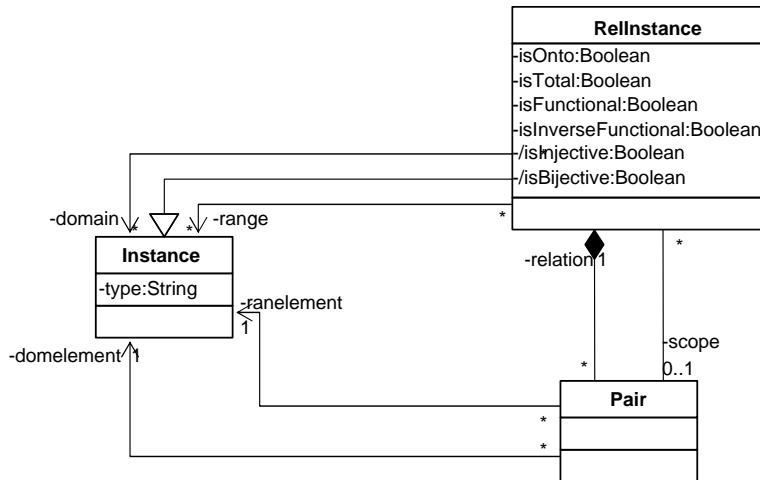 RelInstance
-isOnto:Boolean
-isTotal:Boolean
-isFunctional:Boolean
-isInverseFunctional:Boolean
-/isInjective:Boolean
*
-/isBijective:Boolean
-domain
*
*
-range
*
Instance
-type:String
-relation
1
*
-ranelement
1
-domelement
1
-scope
0..1
*
Pair
*
*